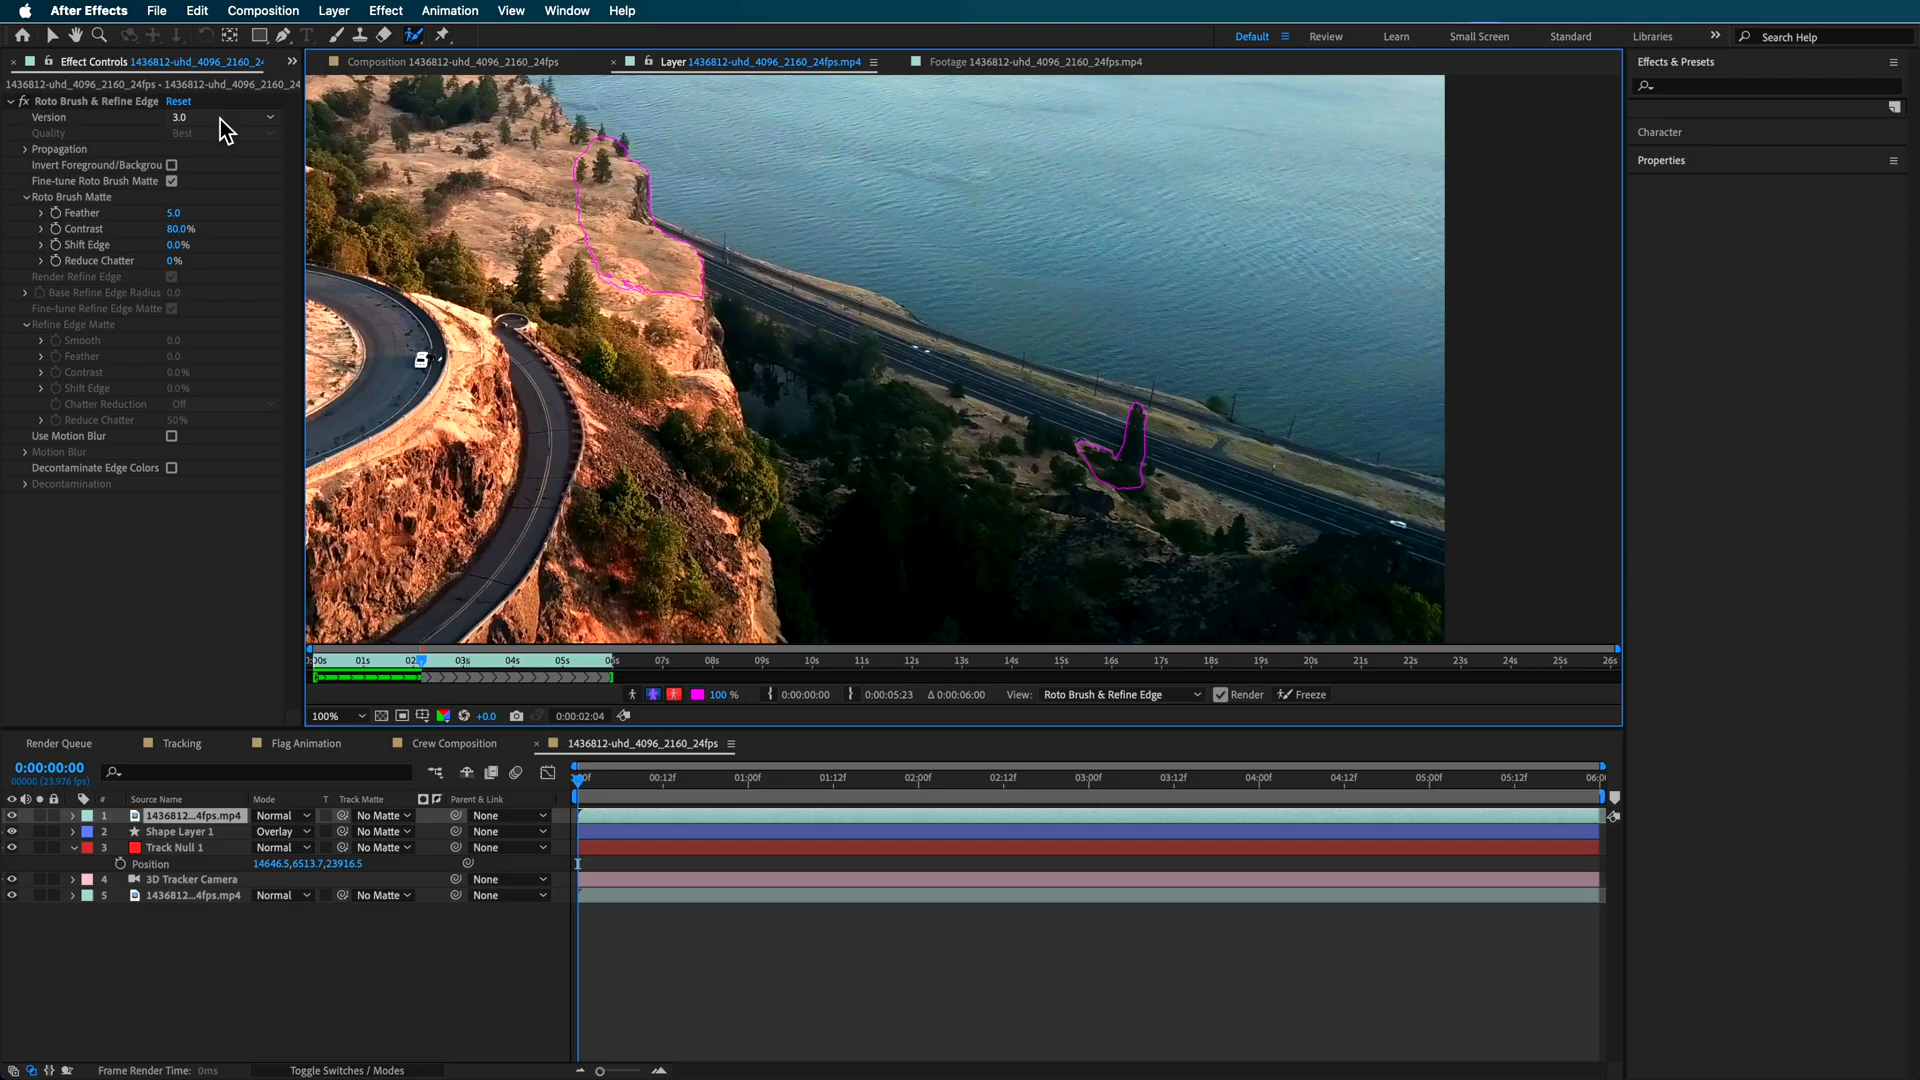 After Effects File Edit Composition Layer Effect Animation View Window Help
Default Review Learn Small Screen Standard Libraries Search Help
Effect Controls 1436812-uhd_4096_2160_24
Composition 1436812-uhd_4096_2160_24fps
Layer 1436812-uhd_4096_2160_24fps.mp4
Footage 1436812-uhd_4096_2160_24fps.mp4
Effects & Presets
Character
Properties
1436812-uhd_4096_2160_24fps - 1436812-uhd_4096_2160_24fps
Roto Brush & Refine Edge Reset
Version 3.0
Quality Best
Propagation
Invert Foreground/Backgrou
Fine-tune Roto Brush Matte
Roto Brush Matte
Feather 5.0
Contrast 80.0%
Shift Edge 0.0%
Reduce Chatter 0%
Render Refine Edge
Base Refine Edge Radius 0.0
Fine-tune Refine Edge Matte
Refine Edge Matte
Smooth 0.0
Feather 0.0
Contrast 0.0%
Shift Edge 0.0%
Chatter Reduction Off
Reduce Chatter 50%
Use Motion Blur
Motion Blur
Decontaminate Edge Colors
Decontamination
01s 03s 04s 05s 07s 08s 09s 10s 11s 12s 13s 14s 15s 16s 17s 18s 19s 20s 21s 22s 23s 24s 25s 26s
100 % 0:00:00:00 0:00:05:23 Δ 0:00:06:00 View: Roto Brush & Refine Edge Render Freeze
100% +0.0 0:00:02:04
Render Queue Tracking Flag Animation Crew Composition 1436812-uhd_4096_2160_24fps
0:00:00:00
00000 (23.976 fps)
00:12f 01:00f 01:12f 02:00f 02:12f 03:00f 03:12f 04:00f 04:12f 05:00f 05:12f
# Source Name Mode T Track Matte Parent & Link
1 1436812...4fps.mp4 Normal No Matte None
2 Shape Layer 1 Overlay No Matte None
3 Track Null 1 Normal No Matte None
Position 14646.5,6513.7,23916.5
4 3D Tracker Camera None
5 1436812...4fps.mp4 Normal No Matte None
Frame Render Time: 0ms Toggle Switches / Modes